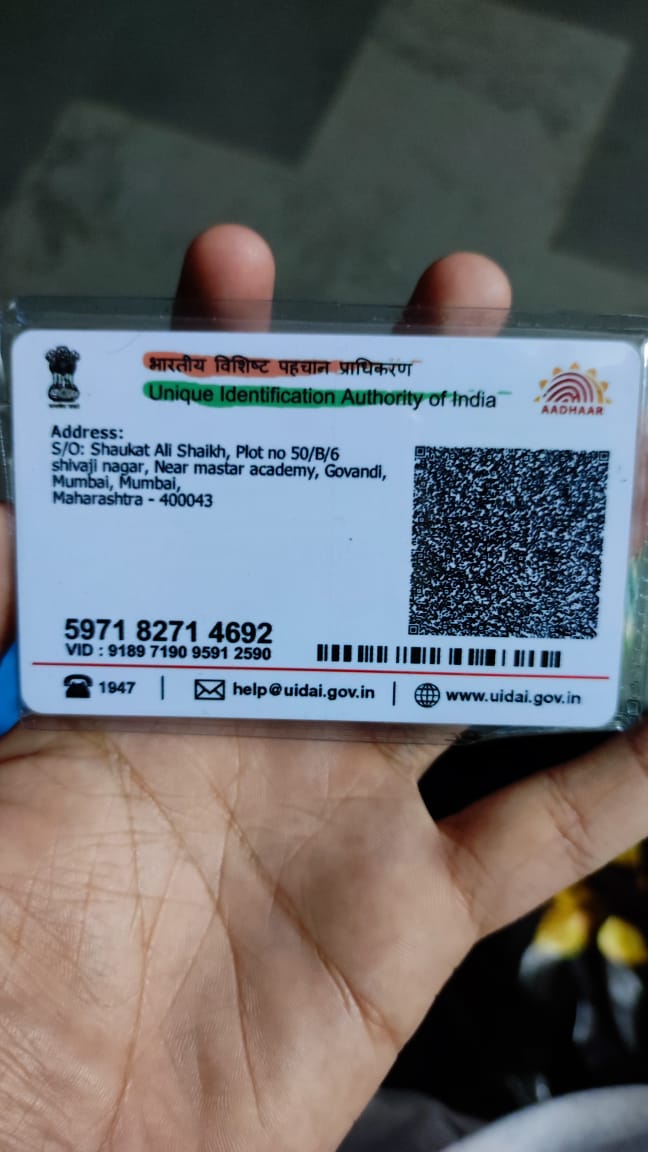 भारतीय विशिष्ट पहचान प्राधिकरण
Unique Identification Authority of India
AADHAAR
Address:
S/O: Shaukat Ali Shaikh, Plot no 50/B/6
shivaji nagar, Near mastar academy, Govandi,
Mumbai, Mumbai,
Maharashtra - 400043
5971 8271 4692
VID : 9189 7190 9591 2590
1947 | help@uidai.gov.in | www.uidai.gov.in